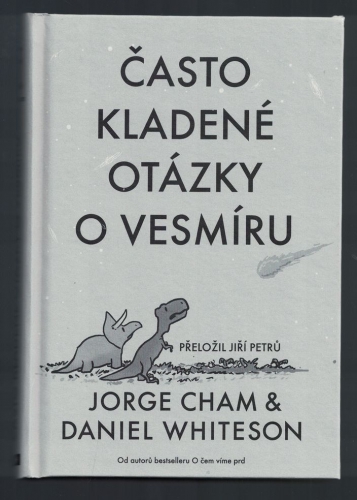 ČASTO
KLADENÉ
OTÁZKY
O VESMÍRU
PŘELOŽIL JIŘÍ PETRŮ
JORGE CHAM &
DANIEL WHITESON
Od autorů bestselleru O čem víme prd